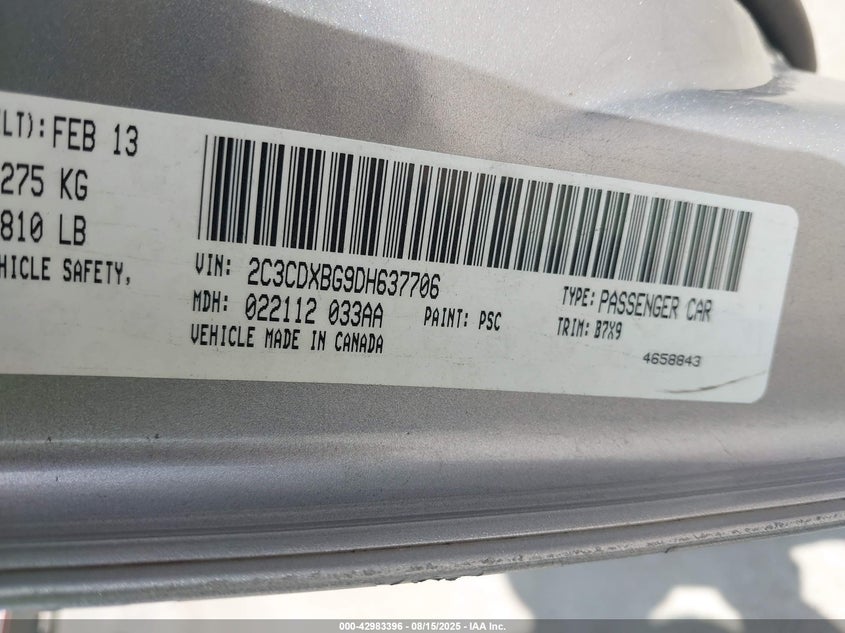 LT): FEB 13
275 KG
810 LB
HICLE SAFETY,
VIN: 2C3CDXBG9DH637706
MDH: 022112 033AA PAINT: PSC
VEHICLE MADE IN CANADA
TYPE: PASSENGER CAR
TRIM: B7X9
4658843
000-42983396 - 08/15/2025 - IAA Inc.